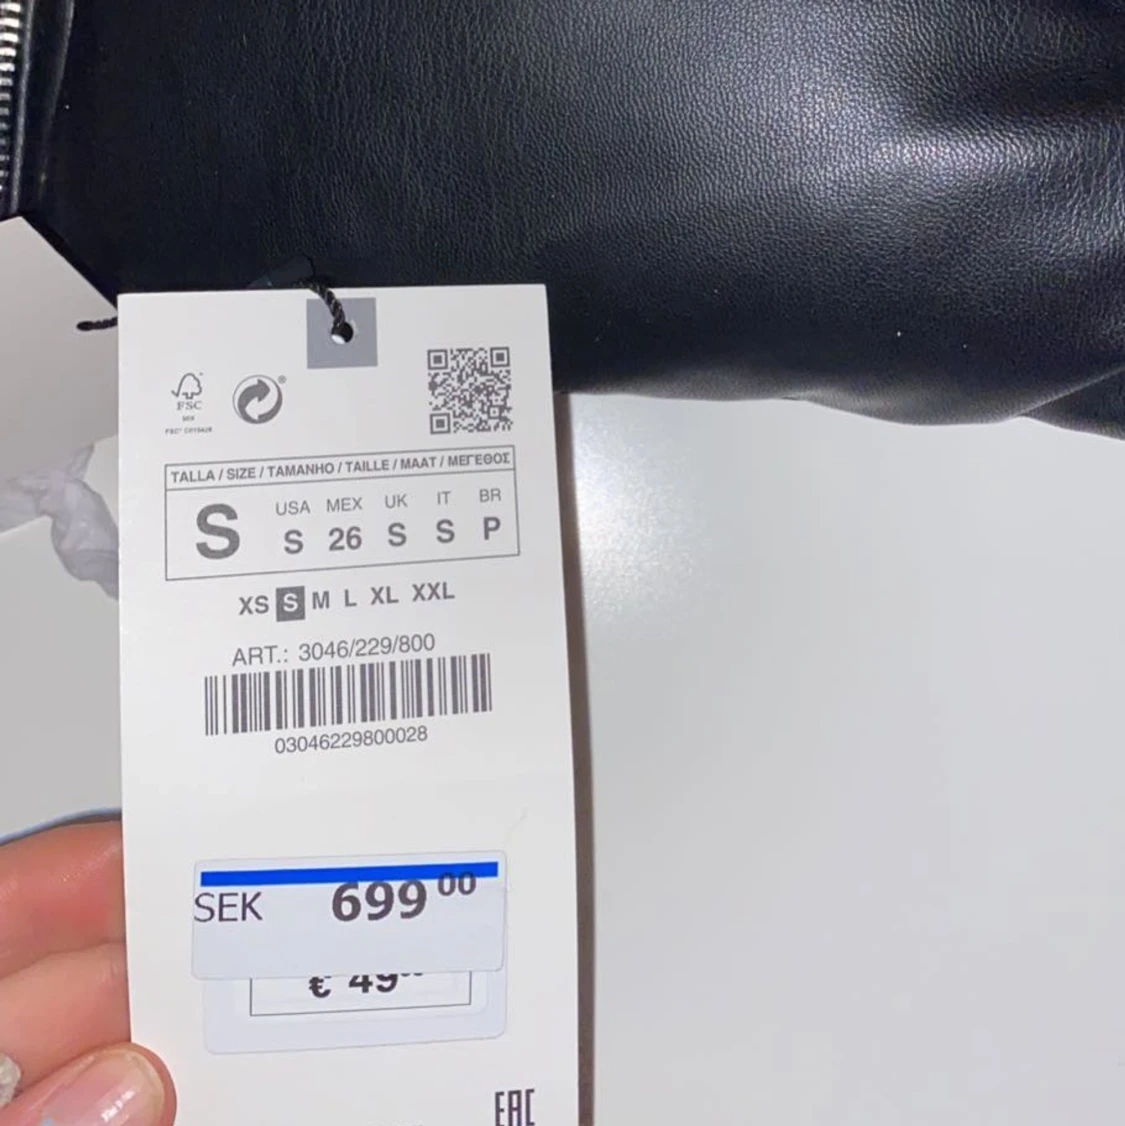 FSC
TALLA / SIZE / TAMANHO / TAILLE / MAAT / ΜΕΓΕΘΟΣ
S
USA MEX UK IT BR
S 26 S S P
XS S M L XL XXL
ART.: 3046/229/800
03046229800028
SEK 699 00
€ 49
EAC